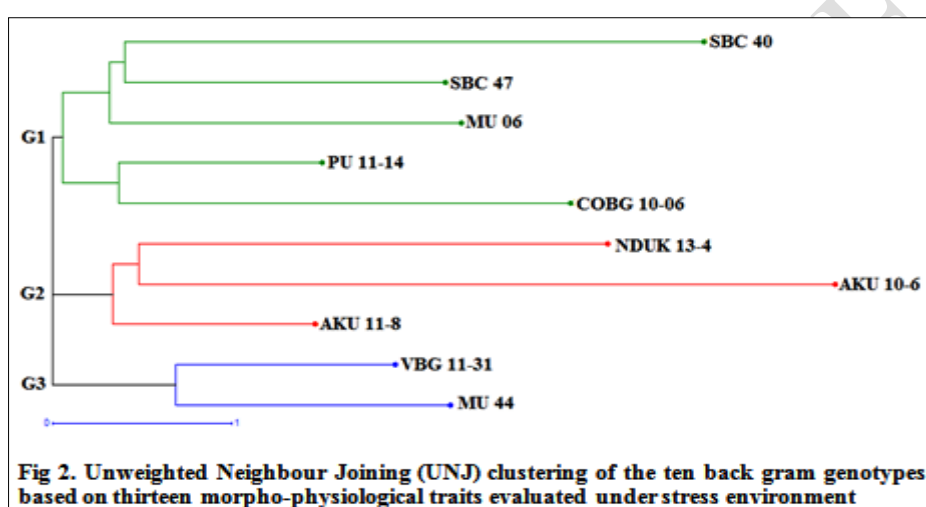 SBC 40
SBC 47
G1
MU 06
PU 11-14
COBG 10-06
NDUK 13-4
AKU 10-6
G2
AKU 11-8
VBG 11-31
G3
MU 44
0 1
Fig 2. Unweighted Neighbour Joining (UNJ) clustering of the ten back gram genotypes
based on thirteen morpho-physiological traits evaluated under stress environment